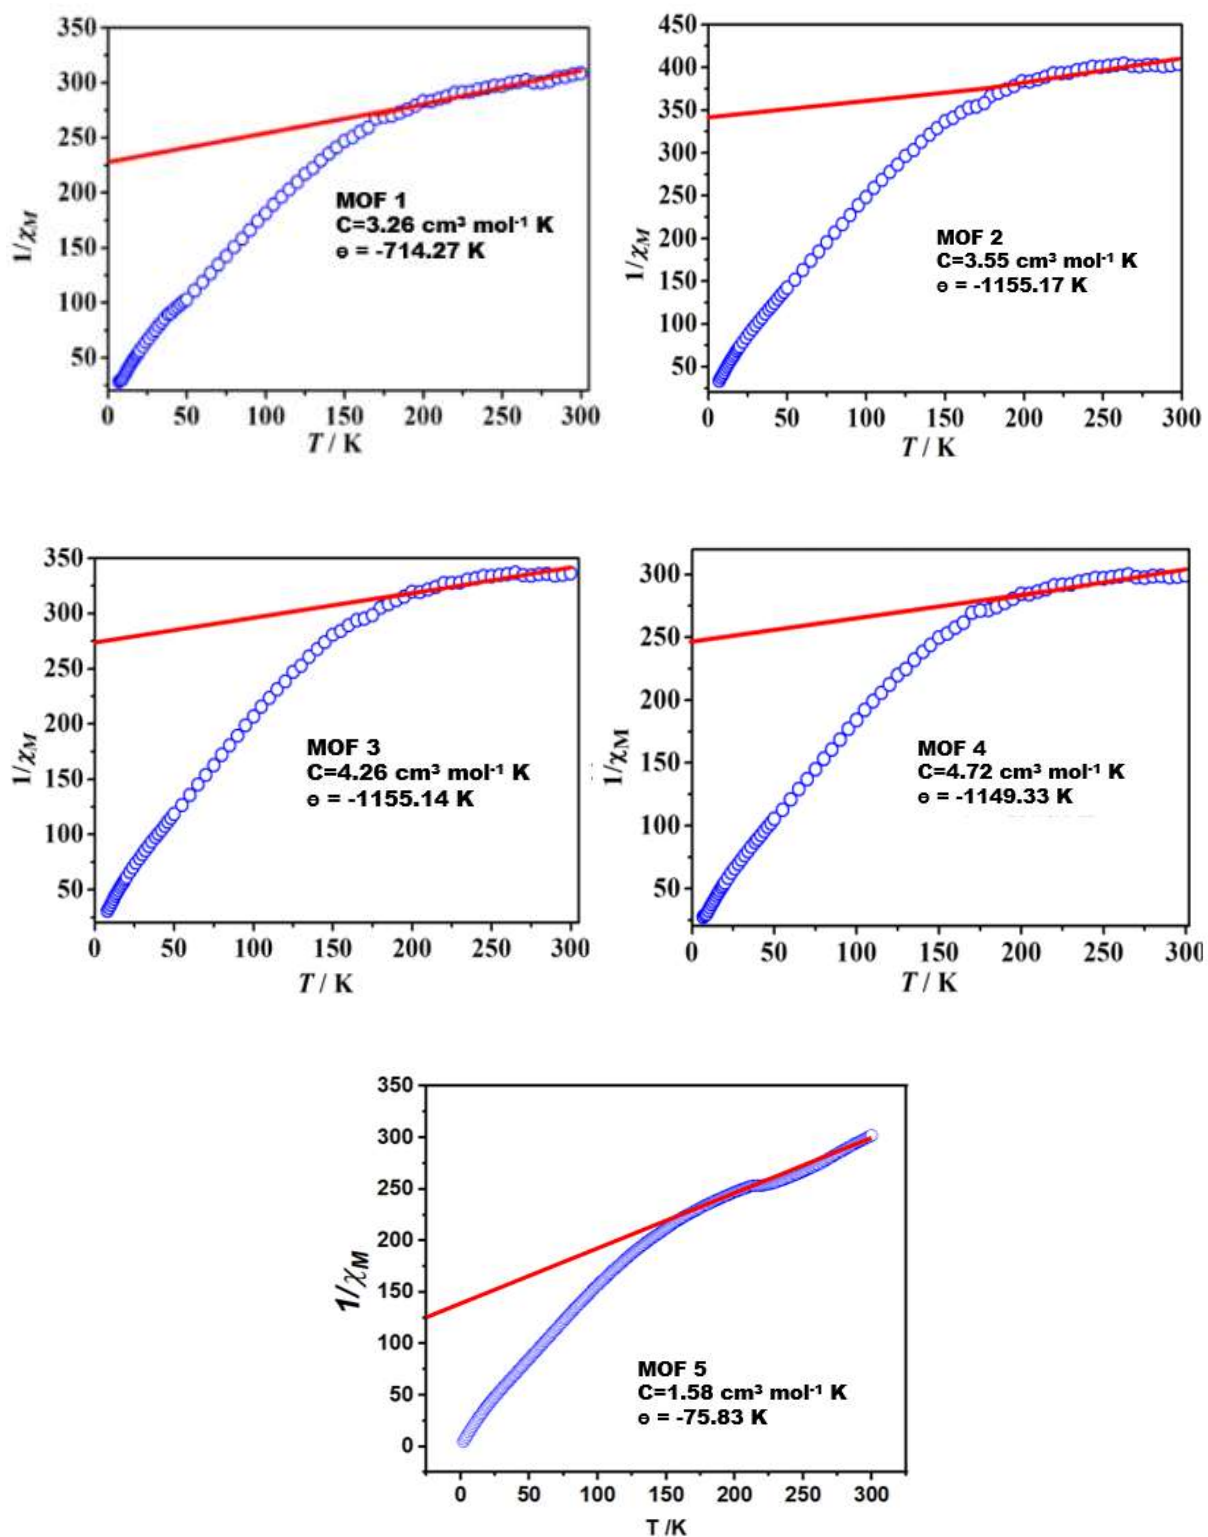 350
300
250
200
150
100
50
1/χM
MOF 1
C=3.26 cm³ mol⁻¹ K
ɵ = -714.27 K
0 50 100 150 200 250 300
T / K
450
400
350
300
250
200
150
100
50
1/χM
MOF 2
C=3.55 cm³ mol⁻¹ K
ɵ = -1155.17 K
0 50 100 150 200 250 300
T / K
350
300
250
200
150
100
50
1/χM
MOF 3
C=4.26 cm³ mol⁻¹ K
ɵ = -1155.14 K
0 50 100 150 200 250 300
T / K
300
250
200
150
100
50
1/χM
MOF 4
C=4.72 cm³ mol⁻¹ K
ɵ = -1149.33 K
0 50 100 150 200 250 300
T / K
350
300
250
200
150
100
50
0
1/χM
MOF 5
C=1.58 cm³ mol⁻¹ K
ɵ = -75.83 K
0 50 100 150 200 250 300
T /K